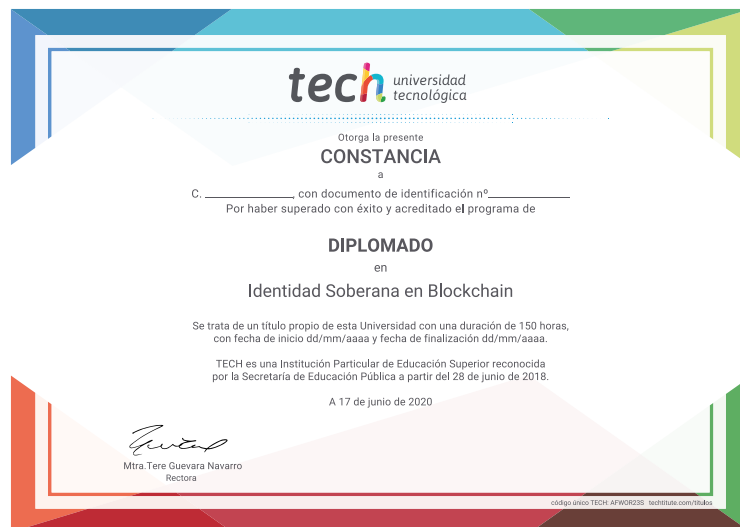 tech universidad
tecnológica
Otorga la presente
CONSTANCIA
a
C. ______________, con documento de identificación nº______________
Por haber superado con éxito y acreditado el programa de
DIPLOMADO
en
Identidad Soberana en Blockchain
Se trata de un título propio de esta Universidad con una duración de 150 horas,
con fecha de inicio dd/mm/aaaa y fecha de finalización dd/mm/aaaa.
TECH es una Institución Particular de Educación Superior reconocida
por la Secretaría de Educación Pública a partir del 28 de junio de 2018.
A 17 de junio de 2020
Mtra.Tere Guevara Navarro
Rectora
código único TECH: AFWOR23S techtitute.com/titulos